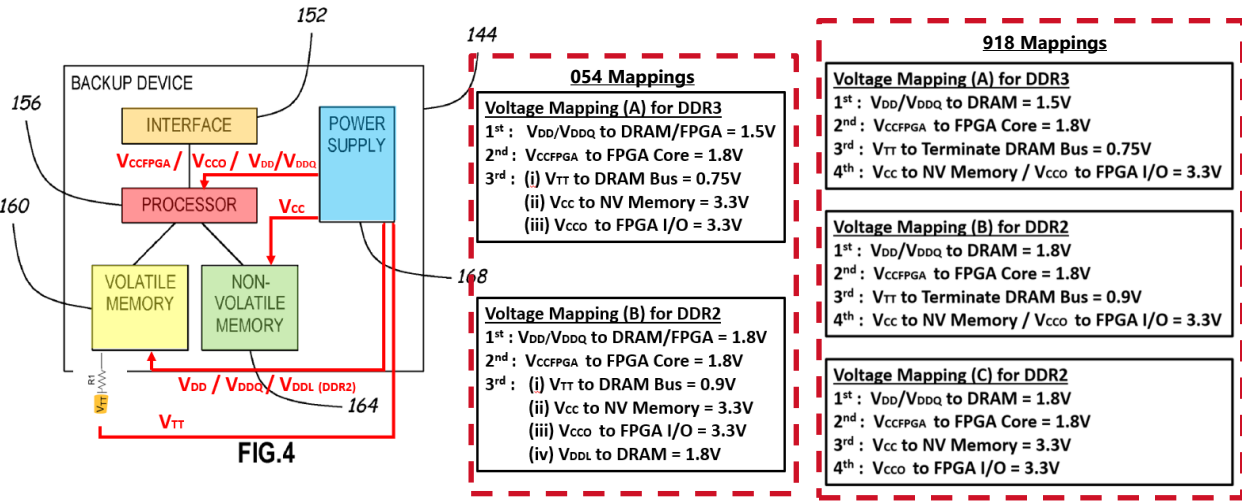 152
144
BACKUP DEVICE
156
INTERFACE
POWER
SUPPLY
VCCFPGA / VCCO / VDD/VDDQ
PROCESSOR
VCC
160
VOLATILE
MEMORY
NON-
VOLATILE
MEMORY
168
R1
VTT
VDD / VDDQ / VDDL (DDR2)
164
VTT
FIG.4
054 Mappings
Voltage Mapping (A) for DDR3
1st : VDD/VDDQ to DRAM/FPGA = 1.5V
2nd : VCCFPGA to FPGA Core = 1.8V
3rd : (i) VTT to DRAM Bus = 0.75V
(ii) VCC to NV Memory = 3.3V
(iii) VCCO to FPGA I/O = 3.3V
Voltage Mapping (B) for DDR2
1st : VDD/VDDQ to DRAM/FPGA = 1.8V
2nd : VCCFPGA to FPGA Core = 1.8V
3rd : (i) VTT to DRAM Bus = 0.9V
(ii) VCC to NV Memory = 3.3V
(iii) VCCO to FPGA I/O = 3.3V
(iv) VDDL to DRAM = 1.8V
918 Mappings
Voltage Mapping (A) for DDR3
1st : VDD/VDDQ to DRAM = 1.5V
2nd : VCCFPGA to FPGA Core = 1.8V
3rd : VTT to Terminate DRAM Bus = 0.75V
4th : VCC to NV Memory / VCCO to FPGA I/O = 3.3V
Voltage Mapping (B) for DDR2
1st : VDD/VDDQ to DRAM = 1.8V
2nd : VCCFPGA to FPGA Core = 1.8V
3rd : VTT to Terminate DRAM Bus = 0.9V
4th : VCC to NV Memory / VCCO to FPGA I/O = 3.3V
Voltage Mapping (C) for DDR2
1st : VDD/VDDQ to DRAM = 1.8V
2nd : VCCFPGA to FPGA Core = 1.8V
3rd : VCC to NV Memory = 3.3V
4th : VCCO to FPGA I/O = 3.3V